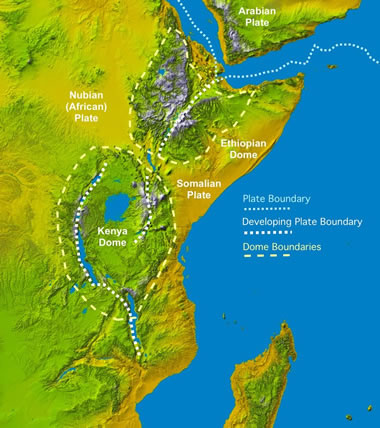 Arabian
Plate
Nubian
(African)
Plate
Ethiopian
Dome
Somalian
Plate
Kenya
Dome
Plate Boundary
Developing Plate Boundary
Dome Boundaries